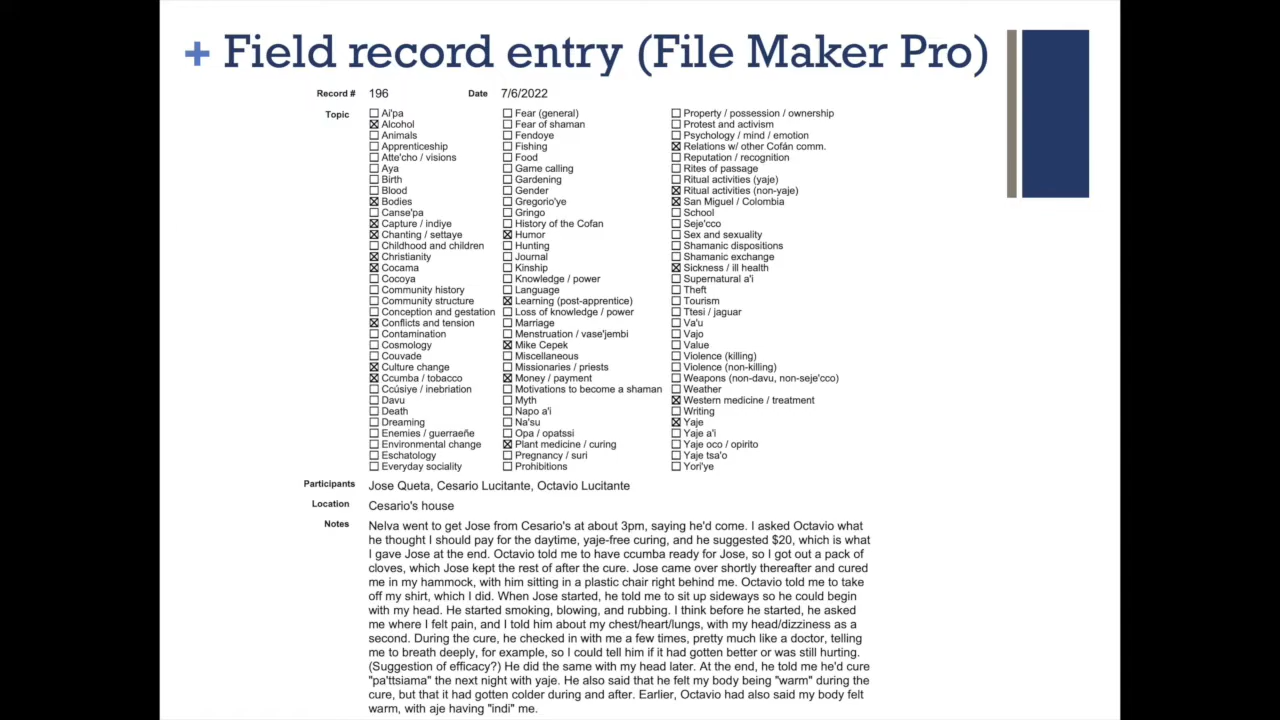 + Field record entry (File Maker Pro)
Record # 196 Date 7/6/2022
Topic
Ai'pa
Alcohol
Animals
Apprenticeship
Atte'cho / visions
Aya
Birth
Blood
Bodies
Canse'pa
Capture / indiye
Chanting / settaye
Childhood and children
Christianity
Cocama
Cocoya
Community history
Community structure
Conception and gestation
Conflicts and tension
Contamination
Cosmology
Couvade
Culture change
Ccumba / tobacco
Ccúsiye / inebriation
Davu
Death
Dreaming
Enemies / guerraeñe
Environmental change
Eschatology
Everyday sociality
Fear (general)
Fear of shaman
Fendoye
Fishing
Food
Game calling
Gardening
Gender
Gregorio'ye
Gringo
History of the Cofan
Humor
Hunting
Journal
Kinship
Knowledge / power
Language
Learning (post-apprentice)
Loss of knowledge / power
Marriage
Menstruation / vase'jembi
Mike Cepek
Miscellaneous
Missionaries / priests
Money / payment
Motivations to become a shaman
Myth
Napo a'i
Na'su
Opa / opatssi
Plant medicine / curing
Pregnancy / suri
Prohibitions
Property / possession / ownership
Protest and activism
Psychology / mind / emotion
Relations w/ other Cofán comm.
Reputation / recognition
Rites of passage
Ritual activities (yaje)
Ritual activities (non-yaje)
San Miguel / Colombia
School
Seje'cco
Sex and sexuality
Shamanic dispositions
Shamanic exchange
Sickness / ill health
Supernatural a'i
Theft
Tourism
Ttesi / jaguar
Va'u
Vajo
Value
Violence (killing)
Violence (non-killing)
Weapons (non-davu, non-seje'cco)
Weather
Western medicine / treatment
Writing
Yaje
Yaje a'i
Yaje oco / opirito
Yaje tsa'o
Yori'ye
Participants Jose Queta, Cesario Lucitante, Octavio Lucitante
Location Cesario's house
Notes Nelva went to get Jose from Cesario's at about 3pm, saying he'd come. I asked Octavio what
he thought I should pay for the daytime, yaje-free curing, and he suggested $20, which is what
I gave Jose at the end. Octavio told me to have ccumba ready for Jose, so I got out a pack of
cloves, which Jose kept the rest of after the cure. Jose came over shortly thereafter and cured
me in my hammock, with him sitting in a plastic chair right behind me. Octavio told me to take
off my shirt, which I did. When Jose started, he told me to sit up sideways so he could begin
with my head. He started smoking, blowing, and rubbing. I think before he started, he asked
me where I felt pain, and I told him about my chest/heart/lungs, with my head/dizziness as a
second. During the cure, he checked in with me a few times, pretty much like a doctor, telling
me to breath deeply, for example, so I could tell him if it had gotten better or was still hurting.
(Suggestion of efficacy?) He did the same with my head later. At the end, he told me he'd cure
"pa'ttsiama" the next night with yaje. He also said that he felt my body being "warm" during the
cure, but that it had gotten colder during and after. Earlier, Octavio had also said my body felt
warm, with aje having "indi" me.